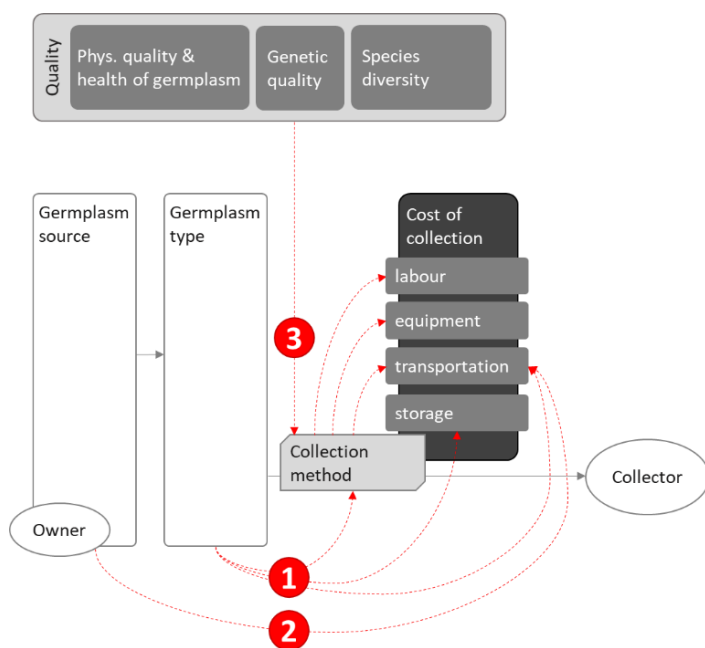 Quality
Phys. quality &
health of germplasm
Genetic
quality
Species
diversity
Germplasm
source
Germplasm
type
Cost of
collection
labour
equipment
3
transportation
storage
Collection
method
Collector
Owner
1
2